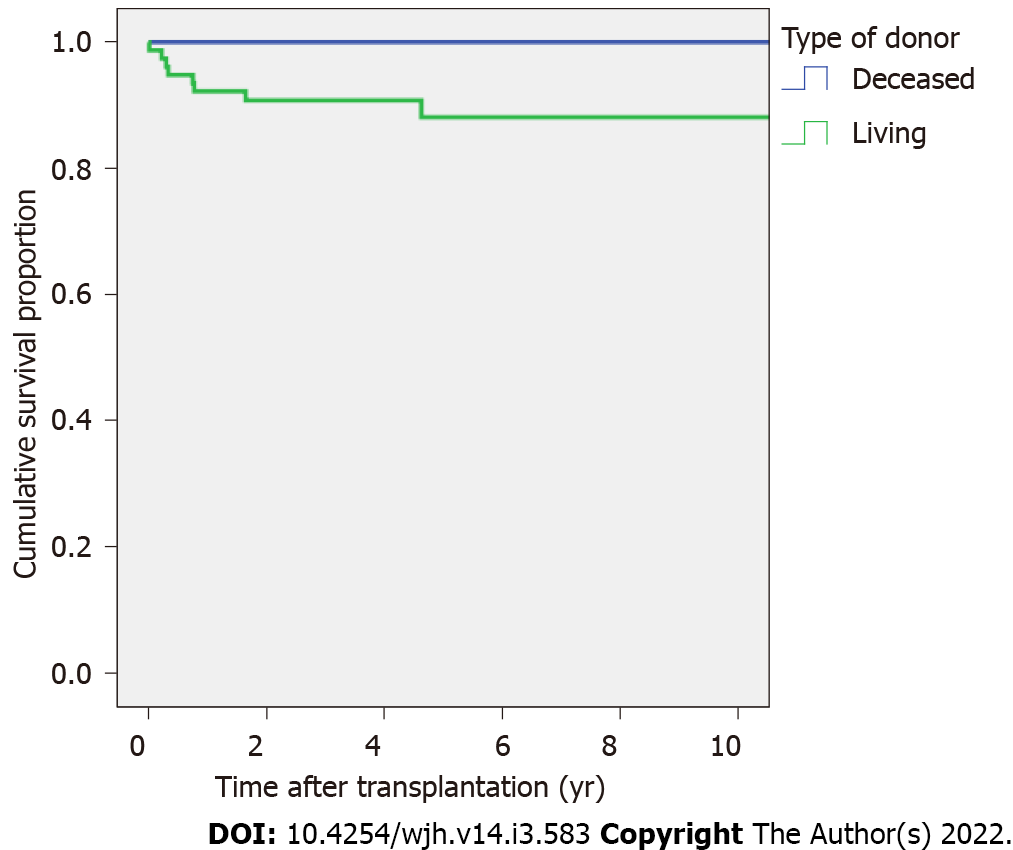 Type of donor
Deceased
Living
Cumulative survival proportion
1.0
0.8
0.6
0.4
0.2
0.0
0 2 4 6 8 10
Time after transplantation (yr)
DOI: 10.4254/wjh.v14.i3.583 Copyright The Author(s) 2022.